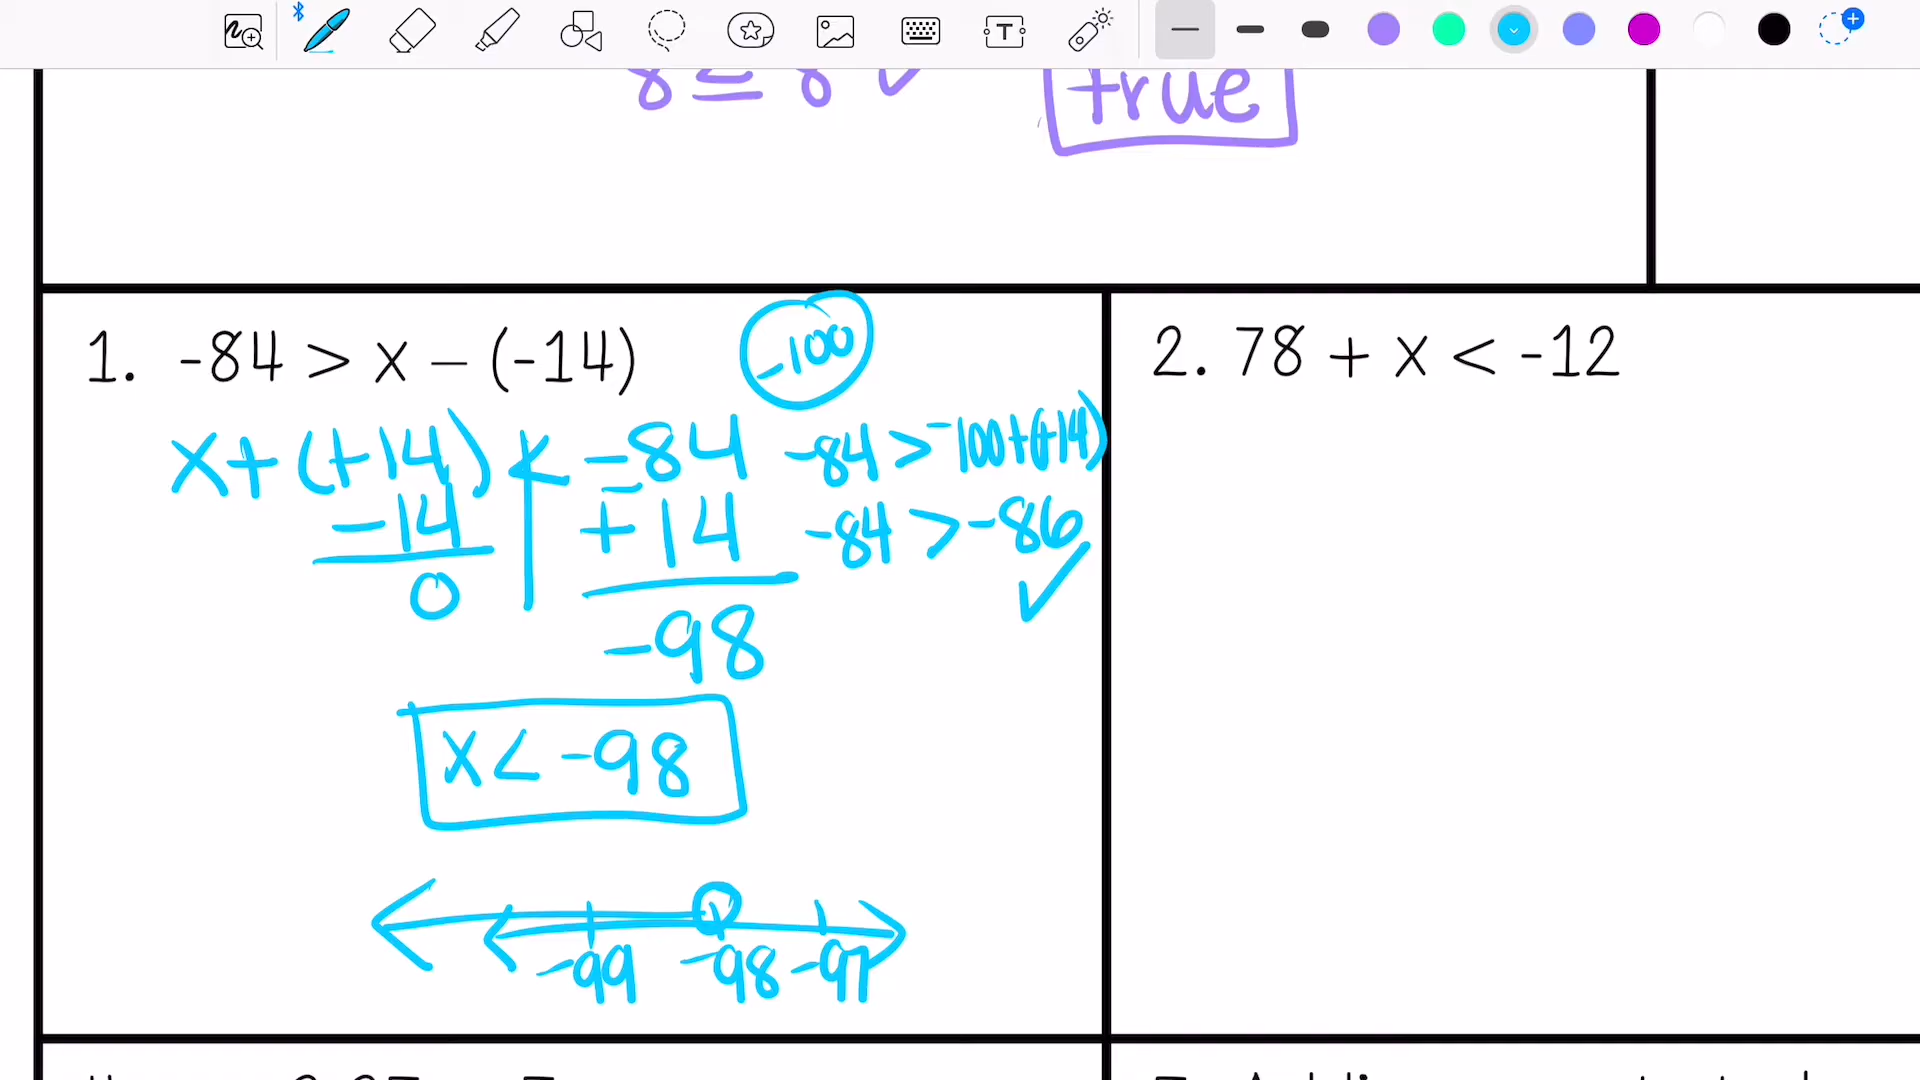 8 ≤ 8 ✓ true
1. -84 > x – (-14)
-100
x+(+14) < -84
-14
+14
0
-98
x < -98
-99 -98 -97
-84 > -100+(+14)
-84 > -86 ✓
2. 78 + x < -12